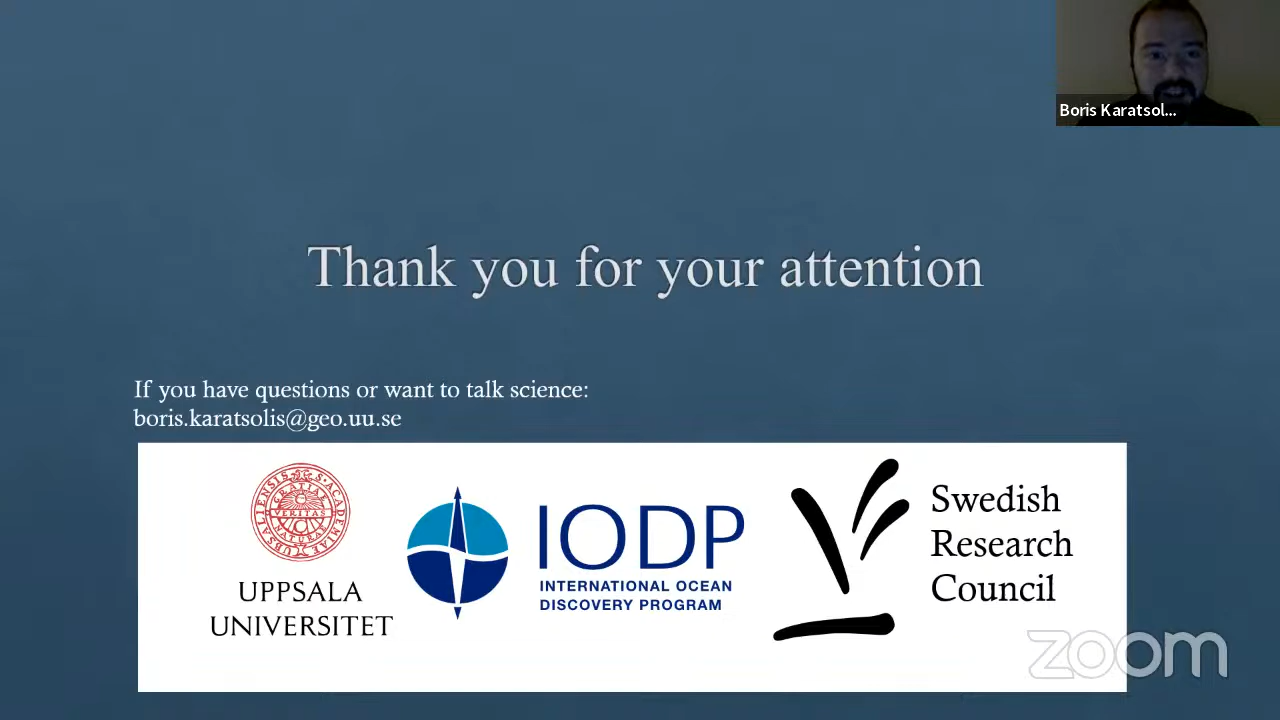 Boris Karatsol...
Thank you for your attention
If you have questions or want to talk science:
boris.karatsolis@geo.uu.se
UPPSALA
UNIVERSITET
IODP
INTERNATIONAL OCEAN
DISCOVERY PROGRAM
Swedish
Research
Council
zoom